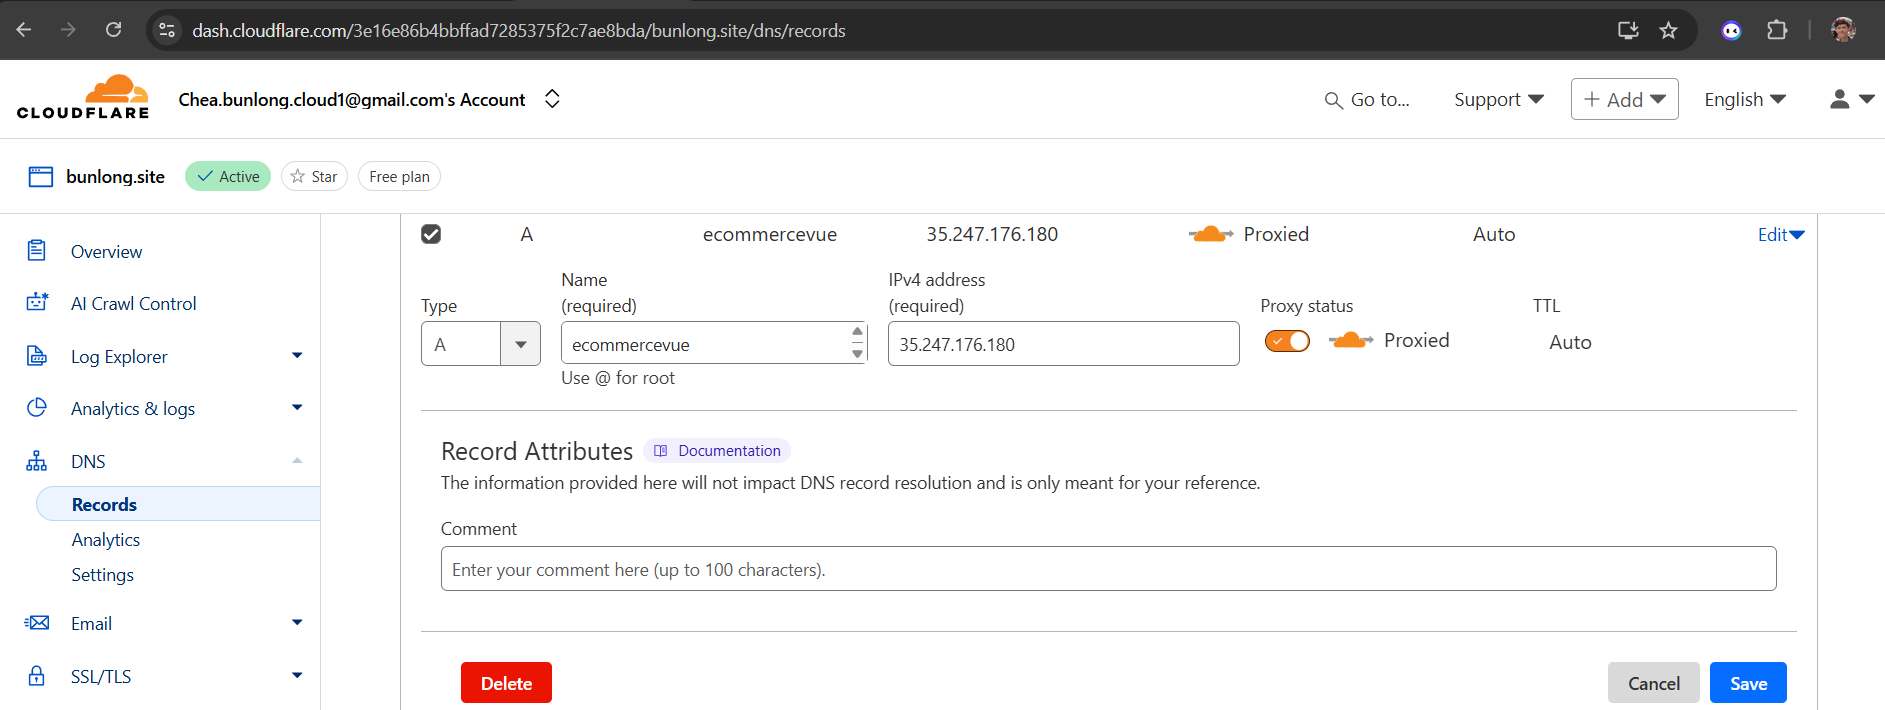 dash.cloudflare.com/3e16e86b4bbffad7285375f2c7ae8bda/bunlong.site/dns/records
CLOUDFLARE
Chea.bunlong.cloud1@gmail.com's Account
Go to...
Support
+ Add
English
bunlong.site
Active
Star
Free plan
Overview
AI Crawl Control
Log Explorer
Analytics & logs
DNS
Records
Analytics
Settings
Email
SSL/TLS
A ecommercevue 35.247.176.180 Proxied Auto Edit
Type
Name
(required)
IPv4 address
(required)
Proxy status
TTL
A
ecommercevue
35.247.176.180
Proxied
Auto
Use @ for root
Record Attributes
Documentation
The information provided here will not impact DNS record resolution and is only meant for your reference.
Comment
Enter your comment here (up to 100 characters).
Delete
Cancel
Save